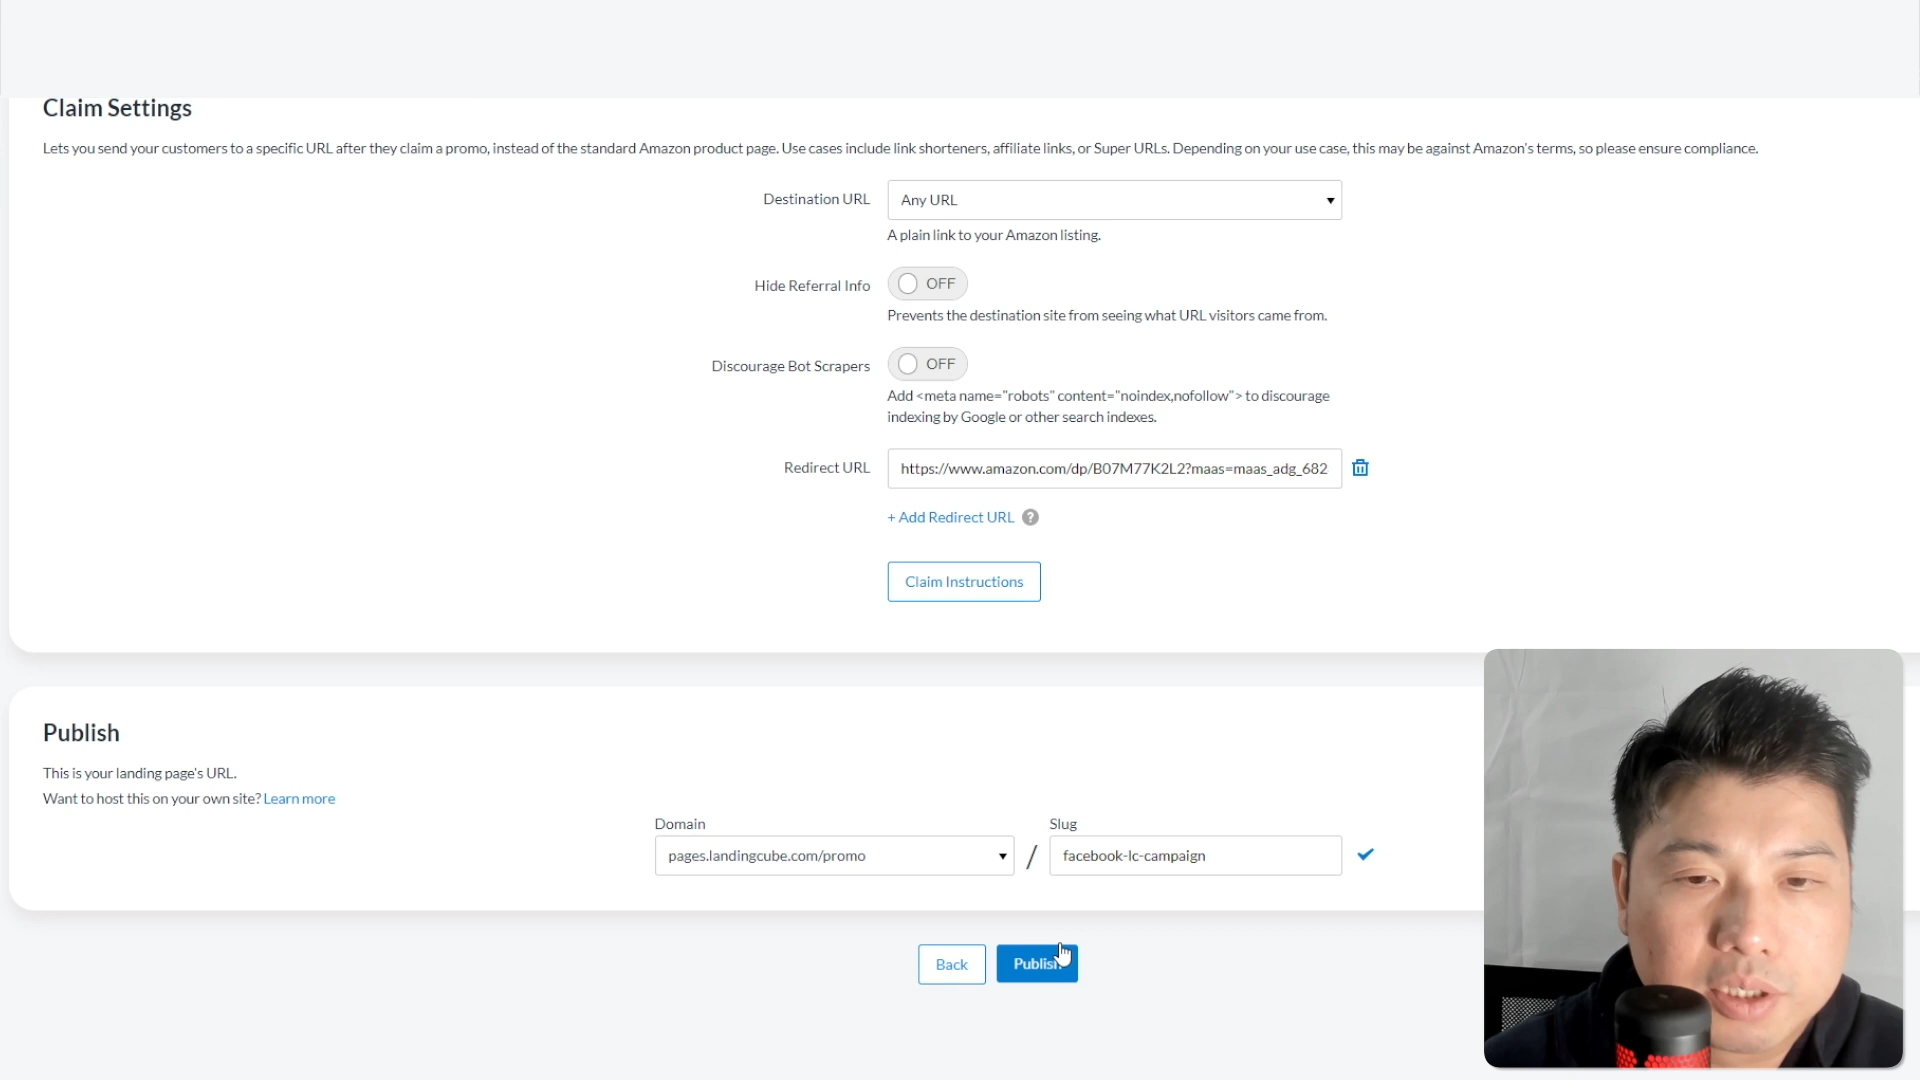 Claim Settings
Lets you send your customers to a specific URL after they claim a promo, instead of the standard Amazon product page. Use cases include link shorteners, affiliate links, or Super URLs. Depending on your use case, this may be against Amazon's terms, so please ensure compliance.
Destination URL
Any URL
A plain link to your Amazon listing.
Hide Referral Info
OFF
Prevents the destination site from seeing what URL visitors came from.
Discourage Bot Scrapers
OFF
Add <meta name="robots" content="noindex,nofollow"> to discourage
indexing by Google or other search indexes.
Redirect URL
https://www.amazon.com/dp/B07M77K2L2?maas=maas_adg_682
+ Add Redirect URL ?
Claim Instructions
Publish
This is your landing page's URL.
Want to host this on your own site? Learn more
Domain
Slug
pages.landingcube.com/promo
/
facebook-lc-campaign
Back
Publish